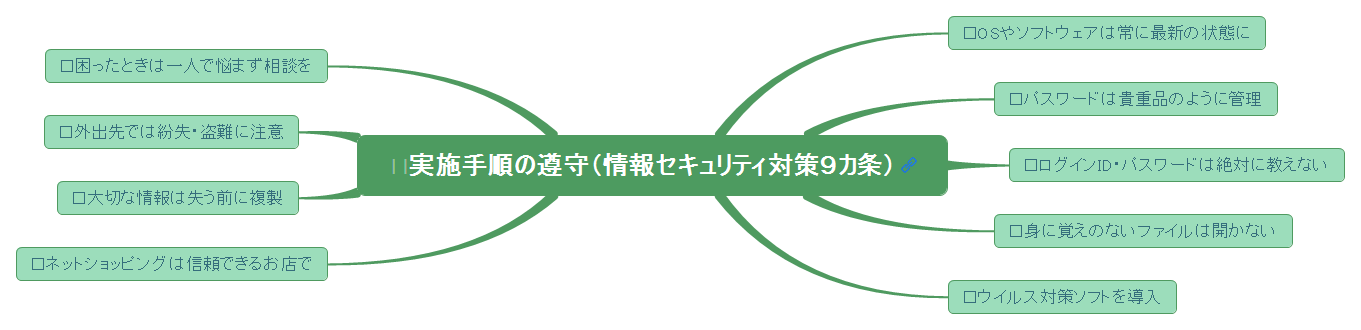 □□実施手順の遵守（情報セキュリティ対策９カ条）
□OSやソフトウェアは常に最新の状態に
□パスワードは貴重品のように管理
□ログインID・パスワードは絶対に教えない
□身に覚えのないファイルは開かない
□ウイルス対策ソフトを導入
□困ったときは一人で悩まず相談を
□外出先では紛失・盗難に注意
□大切な情報は失う前に複製
□ネットショッピングは信頼できるお店で